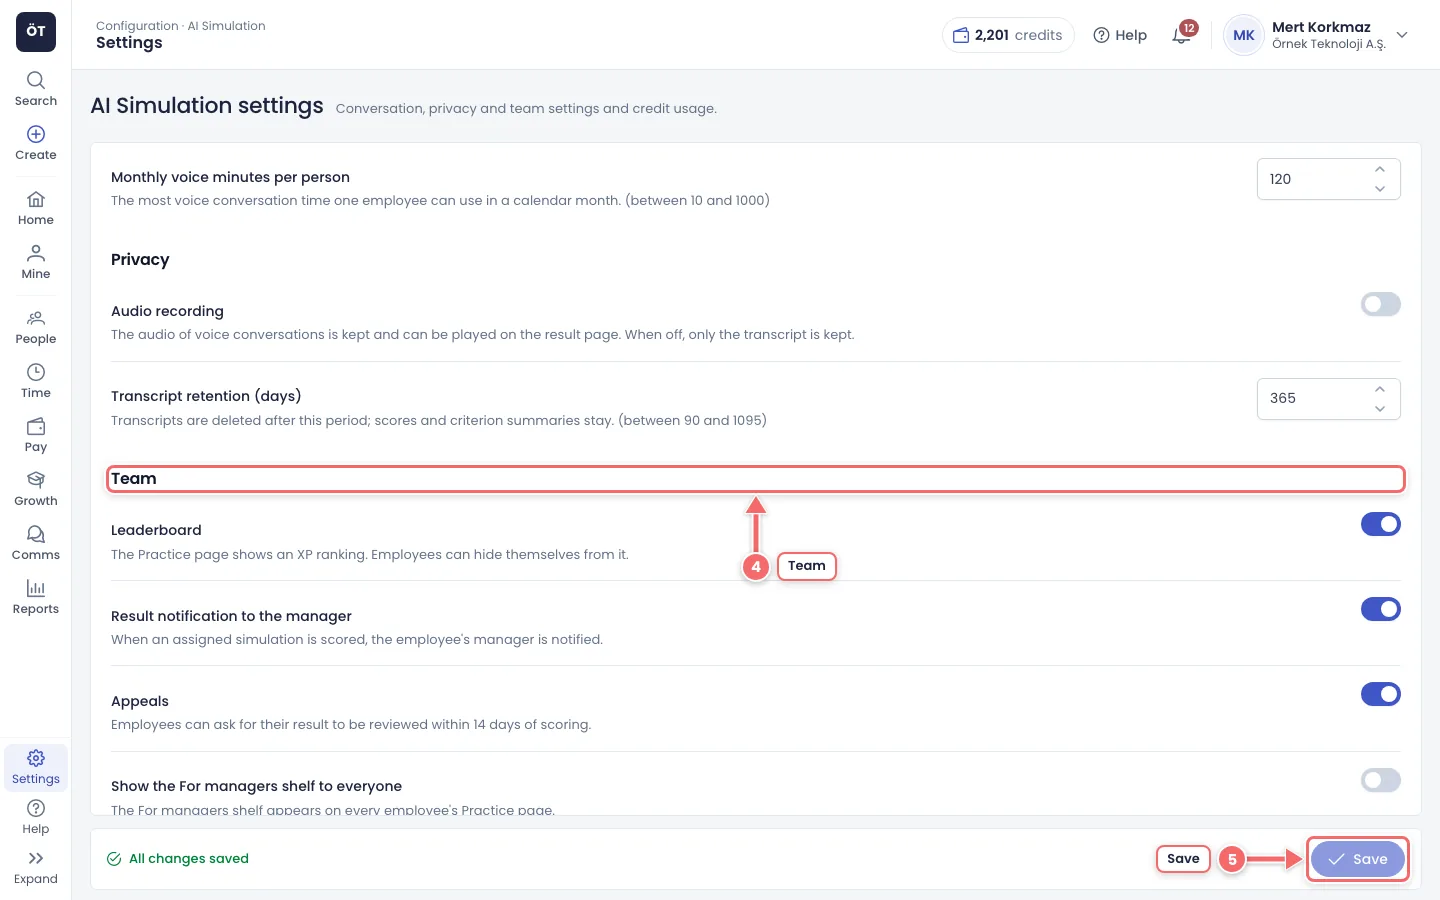 ÖT
Search
Create
Home
Mine
People
Time
Pay
Growth
Comms
Reports
Settings
Help
Expand
Configuration · AI Simulation
Settings
2,201 credits
Help
12
MK
Mert Korkmaz
Örnek Teknoloji A.Ş.
AI Simulation settings
Conversation, privacy and team settings and credit usage.
Monthly voice minutes per person
The most voice conversation time one employee can use in a calendar month. (between 10 and 1000)
120
Privacy
Audio recording
The audio of voice conversations is kept and can be played on the result page. When off, only the transcript is kept.
Transcript retention (days)
Transcripts are deleted after this period; scores and criterion summaries stay. (between 90 and 1095)
365
Team
Leaderboard
The Practice page shows an XP ranking. Employees can hide themselves from it.
4
Team
Result notification to the manager
When an assigned simulation is scored, the employee's manager is notified.
Appeals
Employees can ask for their result to be reviewed within 14 days of scoring.
Show the For managers shelf to everyone
The For managers shelf appears on every employee's Practice page.
All changes saved
Save
5
Save